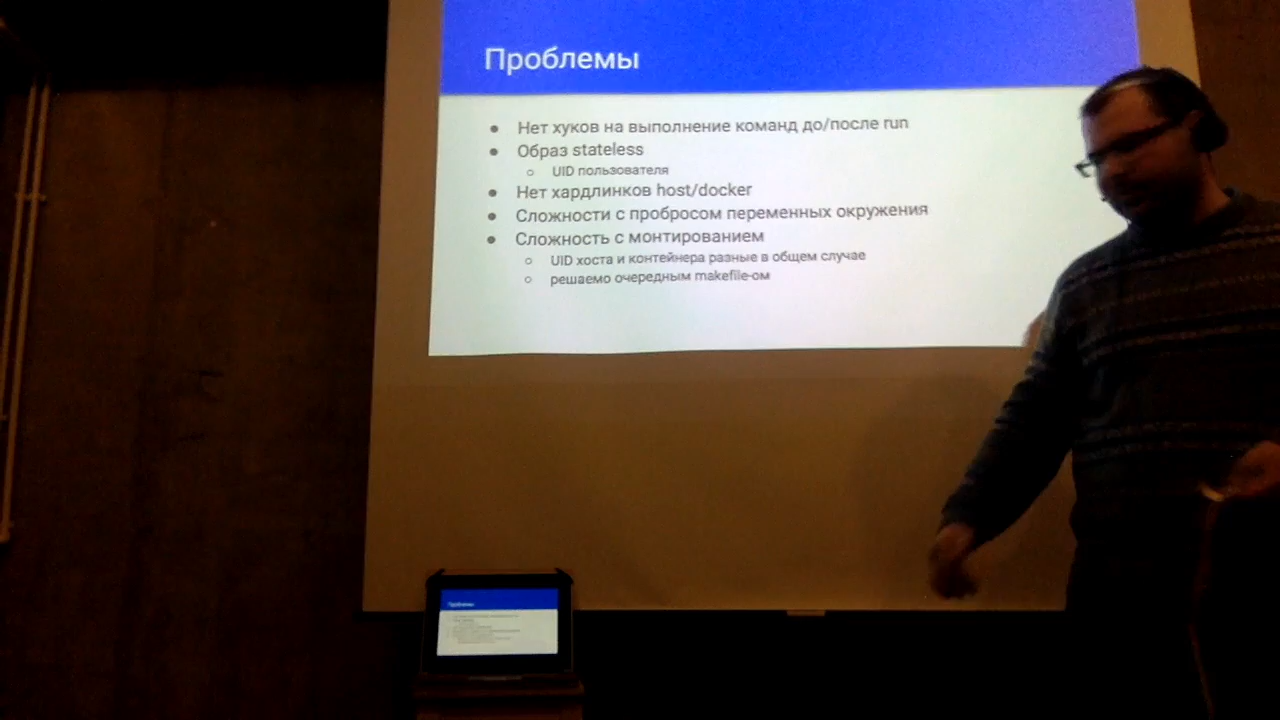 Проблемы
Нет хуков на выполнение команд до/после run
Образ stateless
UID пользователя
Нет хардлинков host/docker
Сложности с пробросом переменных окружения
Сложность с монтированием
UID хоста и контейнера разные в общем случае
решаемо очередным makefile-ом
Проблемы